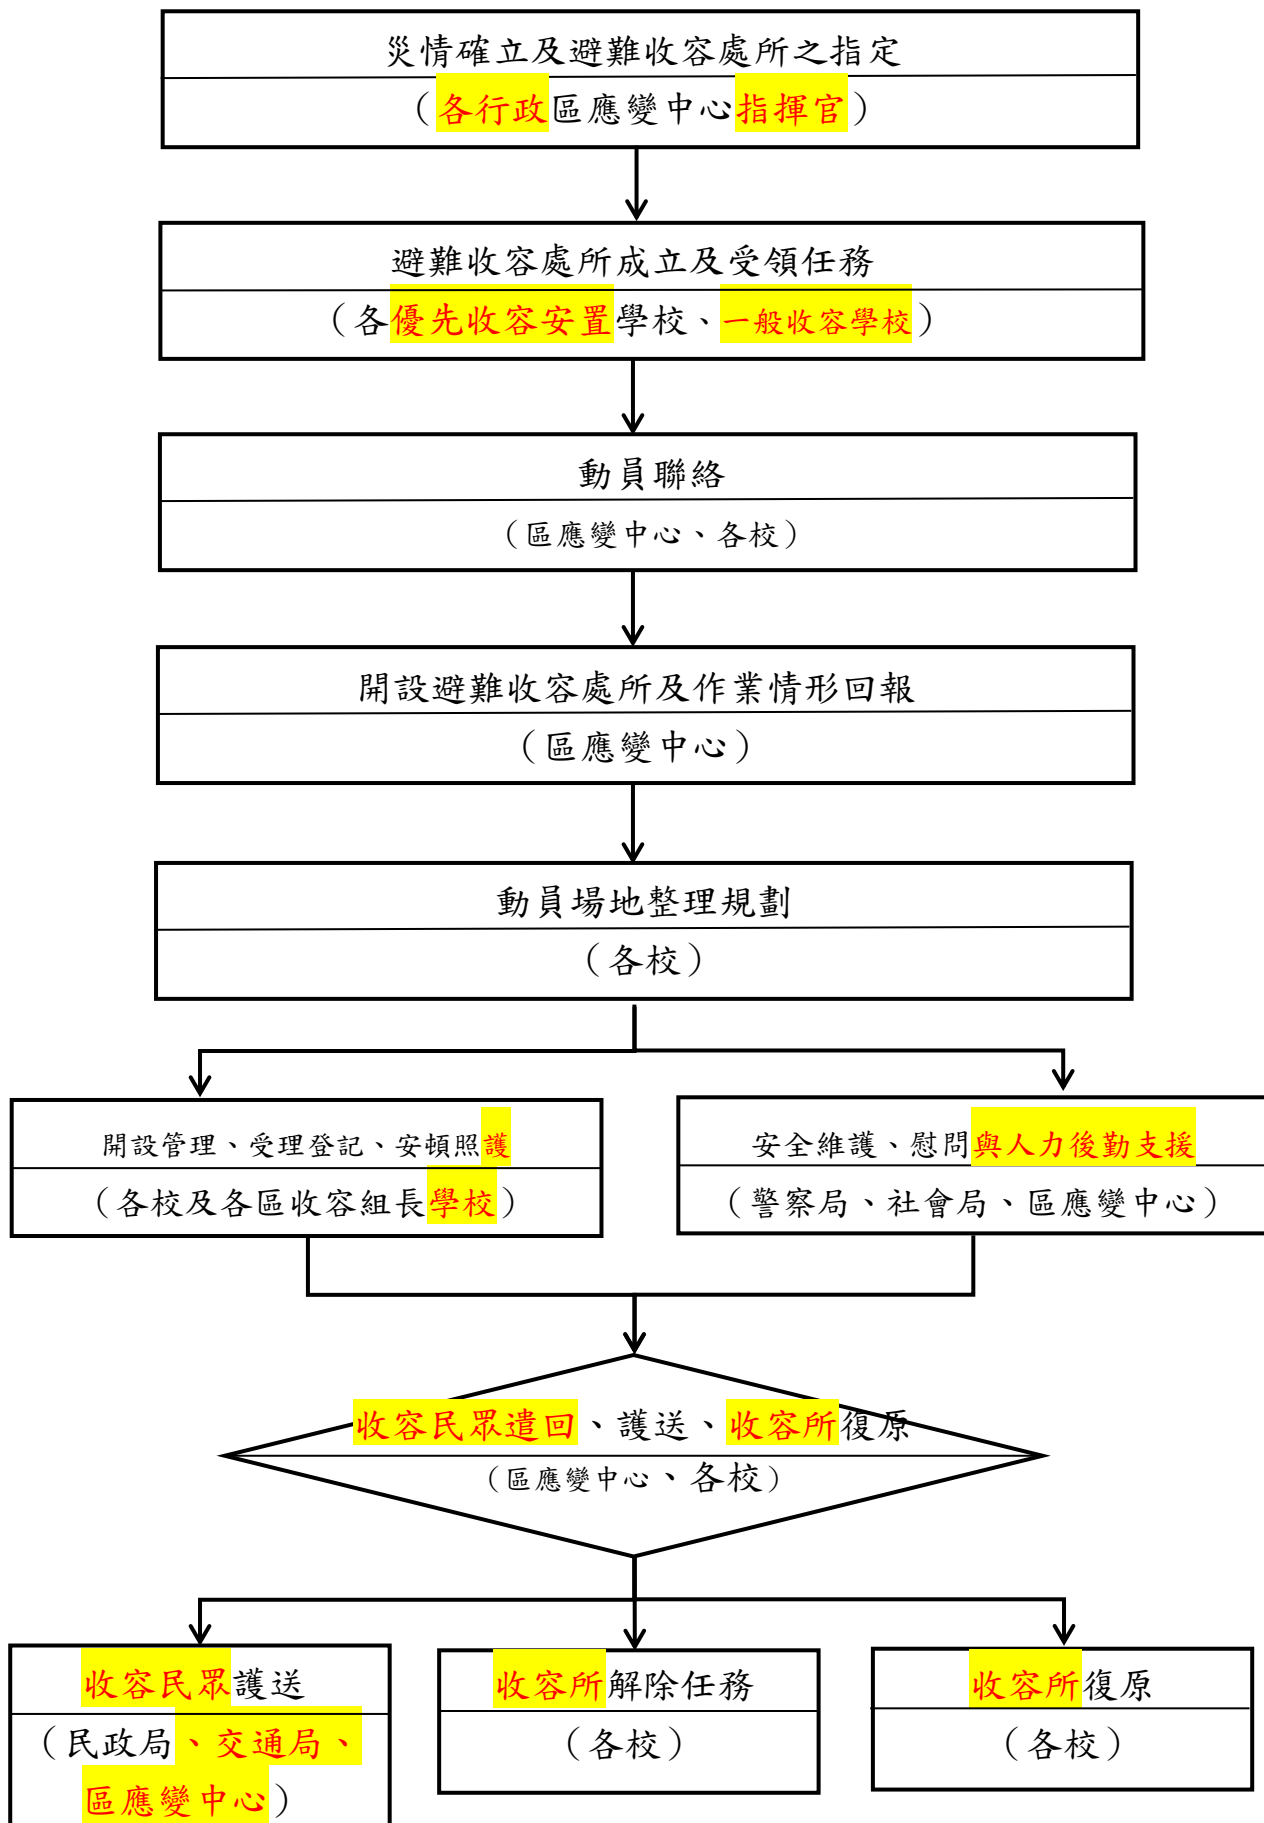 災情確立及避難收容處所之指定
（各行政區應變中心指揮官）
避難收容處所成立及受領任務
（各優先收容安置學校、一般收容學校）
動員聯絡
（區應變中心、各校）
開設避難收容處所及作業情形回報
（區應變中心）
動員場地整理規劃
（各校）
開設管理、受理登記、安頓照護
（各校及各區收容組長學校）
安全維護、慰問與人力後勤支援
（警察局、社會局、區應變中心）
收容民眾遣回、護送、收容所復原
（區應變中心、各校）
收容民眾護送
（民政局、交通局、
區應變中心）
收容所解除任務
（各校）
收容所復原
（各校）